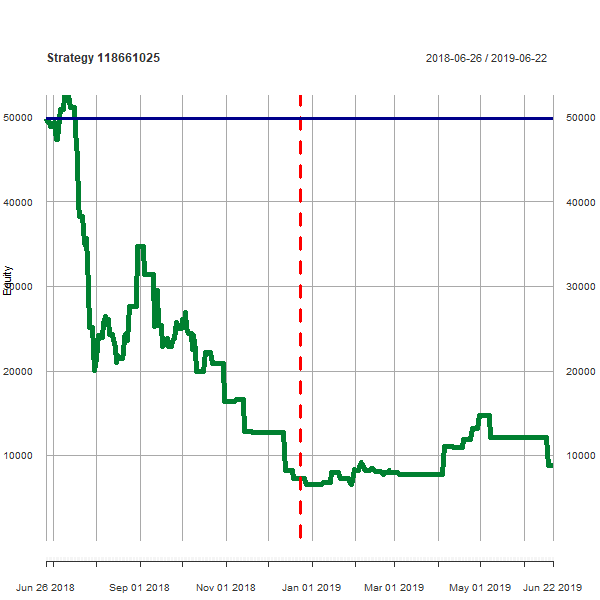 Strategy 118661025
2018-06-26 / 2019-06-22
50000
50000
40000
40000
Equity
30000
30000
20000
20000
10000
10000
Jun 26 2018
Sep 01 2018
Nov 01 2018
Jan 01 2019
Mar 01 2019
May 01 2019
Jun 22 2019